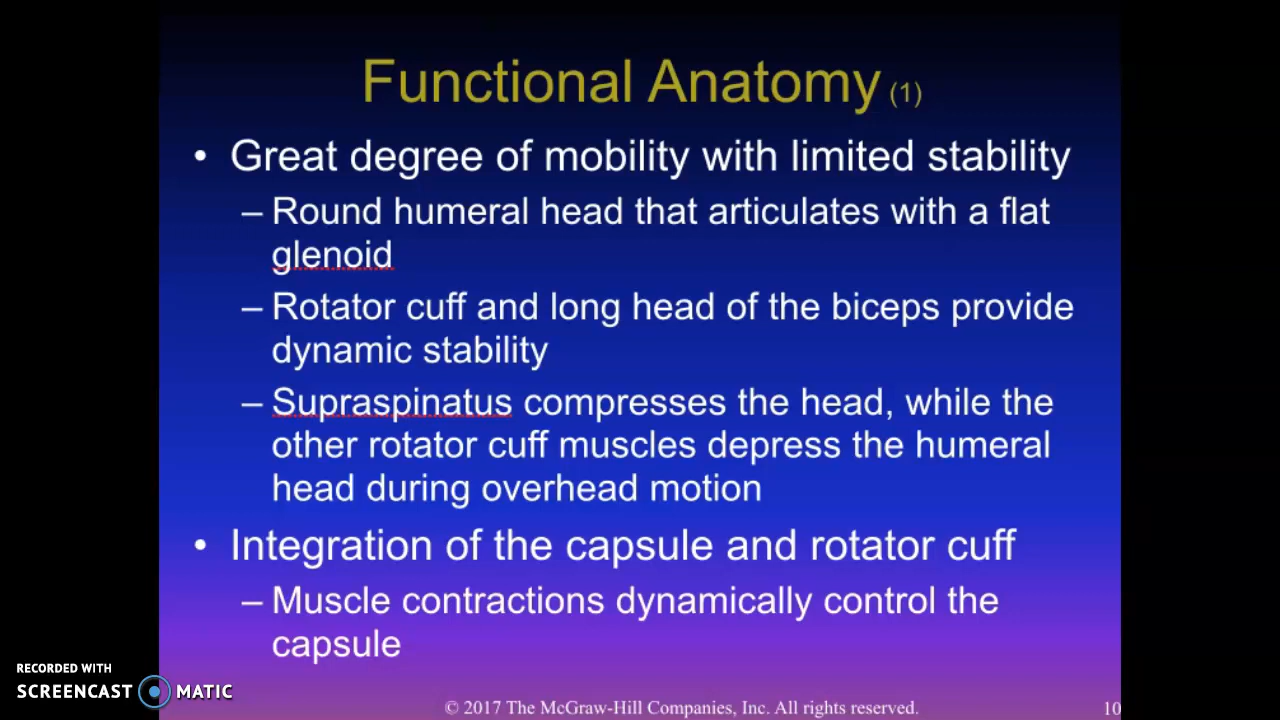 Functional Anatomy (1)
• Great degree of mobility with limited stability
– Round humeral head that articulates with a flat
glenoid
– Rotator cuff and long head of the biceps provide
dynamic stability
– Supraspinatus compresses the head, while the
other rotator cuff muscles depress the humeral
head during overhead motion
• Integration of the capsule and rotator cuff
– Muscle contractions dynamically control the
capsule
RECORDED WITH
SCREENCAST MATIC
© 2017 The McGraw-Hill Companies, Inc. All rights reserved.
10